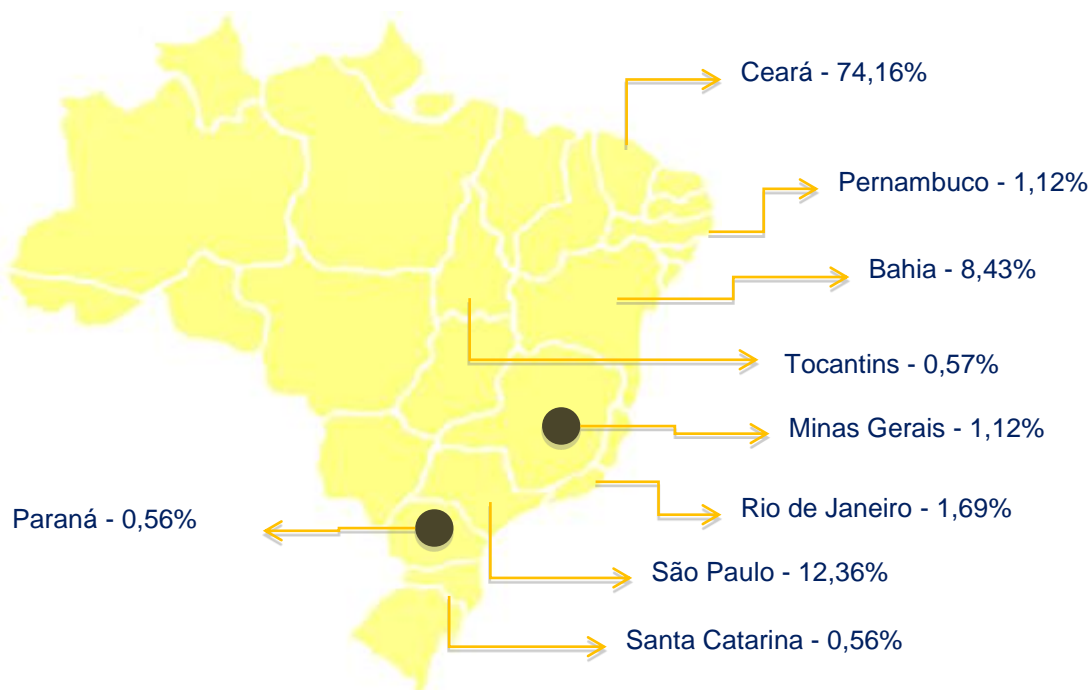 Ceará - 74,16%
Pernambuco - 1,12%
Bahia - 8,43%
Tocantins - 0,57%
Minas Gerais - 1,12%
Rio de Janeiro - 1,69%
Paraná - 0,56%
São Paulo - 12,36%
Santa Catarina - 0,56%